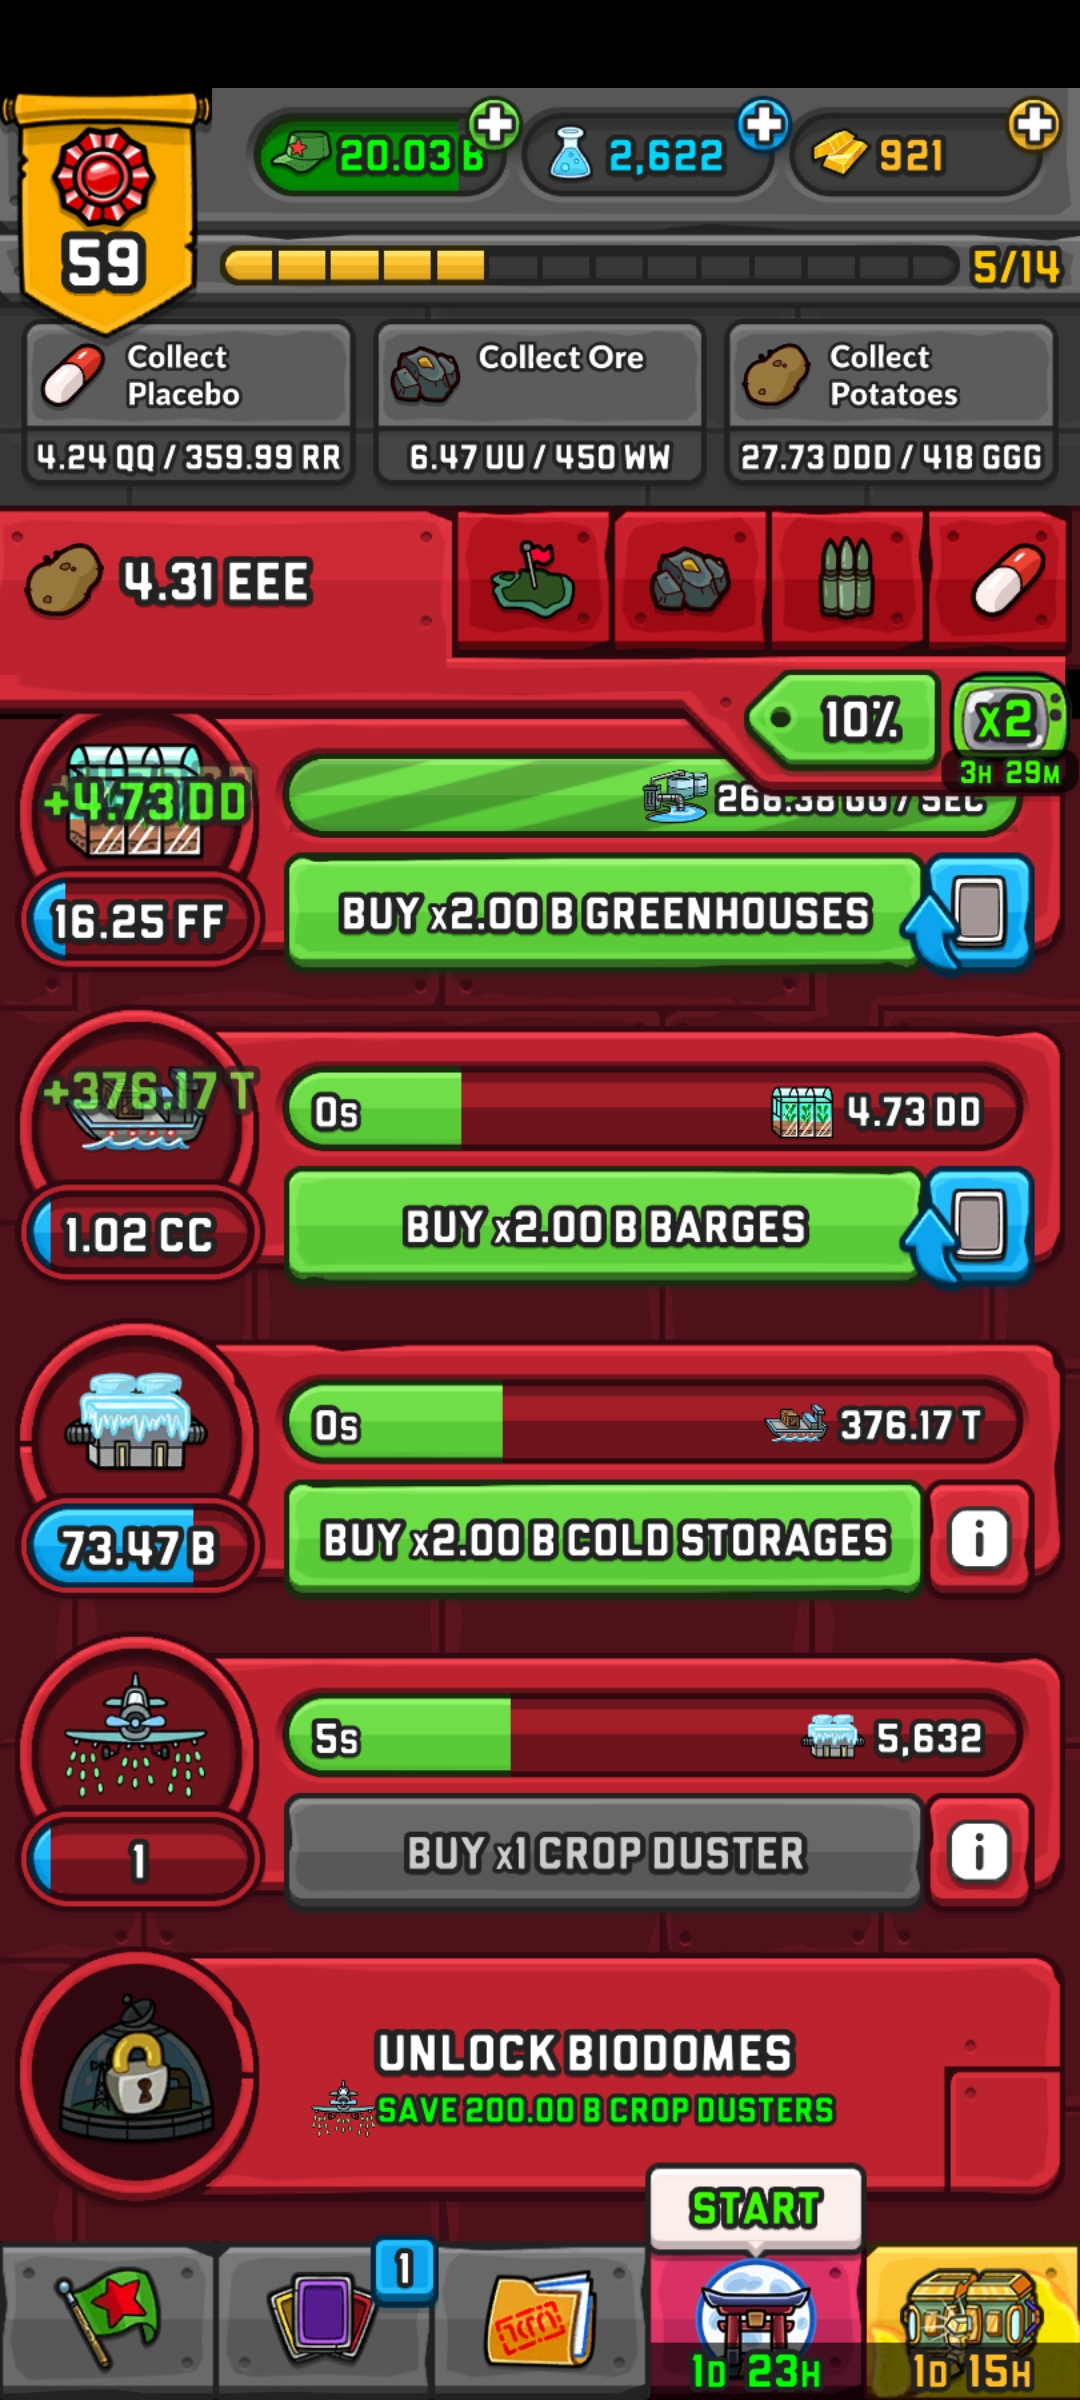 20.03 B
2,622
921
59
5/14
Collect
Placebo
4.24 QQ / 359.99 RR
Collect Ore
6.47 UU / 450 WW
Collect
Potatoes
27.73 DDD / 418 GGG
4.31 EEE
10%
x2
3H 29M
+4.73 DD
266.38 GG / SEC
16.25 FF
BUY x2.00 B GREENHOUSES
+376.17 T
0s
4.73 DD
1.02 CC
BUY x2.00 B BARGES
0s
376.17 T
73.47 B
BUY x2.00 B COLD STORAGES
i
5s
5,632
1
BUY x1 CROP DUSTER
i
UNLOCK BIODOMES
SAVE 200.00 B CROP DUSTERS
START
1
1D 23H
1D 15H